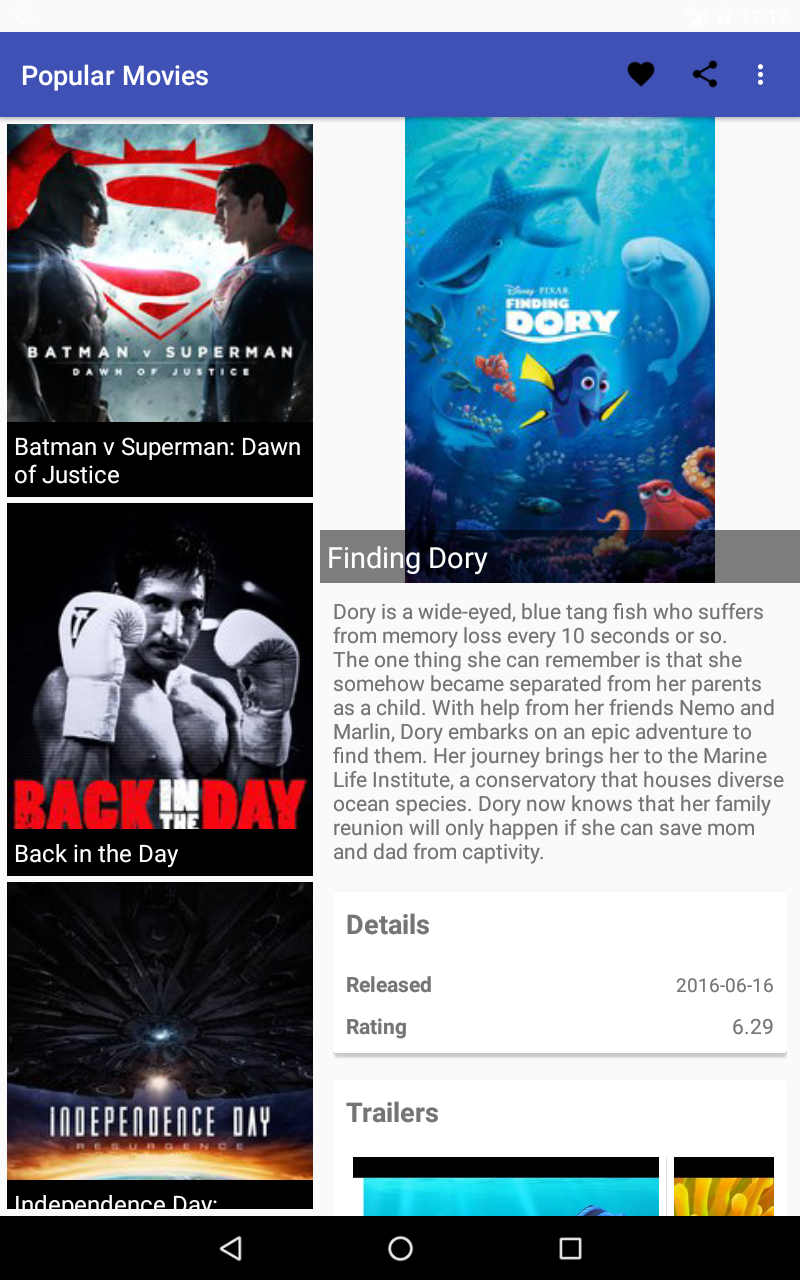 12:17
Popular Movies
BATMAN v SUPERMAN
DAWN OF JUSTICE
Batman v Superman: Dawn
of Justice
BACK IN THE DAY
Back in the Day
INDEPENDENCE DAY
RESURGENCE
Independence Day:
Disney PIXAR
FINDING
DORY
Finding Dory
Dory is a wide-eyed, blue tang fish who suffers
from memory loss every 10 seconds or so.
The one thing she can remember is that she
somehow became separated from her parents
as a child. With help from her friends Nemo and
Marlin, Dory embarks on an epic adventure to
find them. Her journey brings her to the Marine
Life Institute, a conservatory that houses diverse
ocean species. Dory now knows that her family
reunion will only happen if she can save mom
and dad from captivity.
Details
Released 2016-06-16
Rating 6.29
Trailers